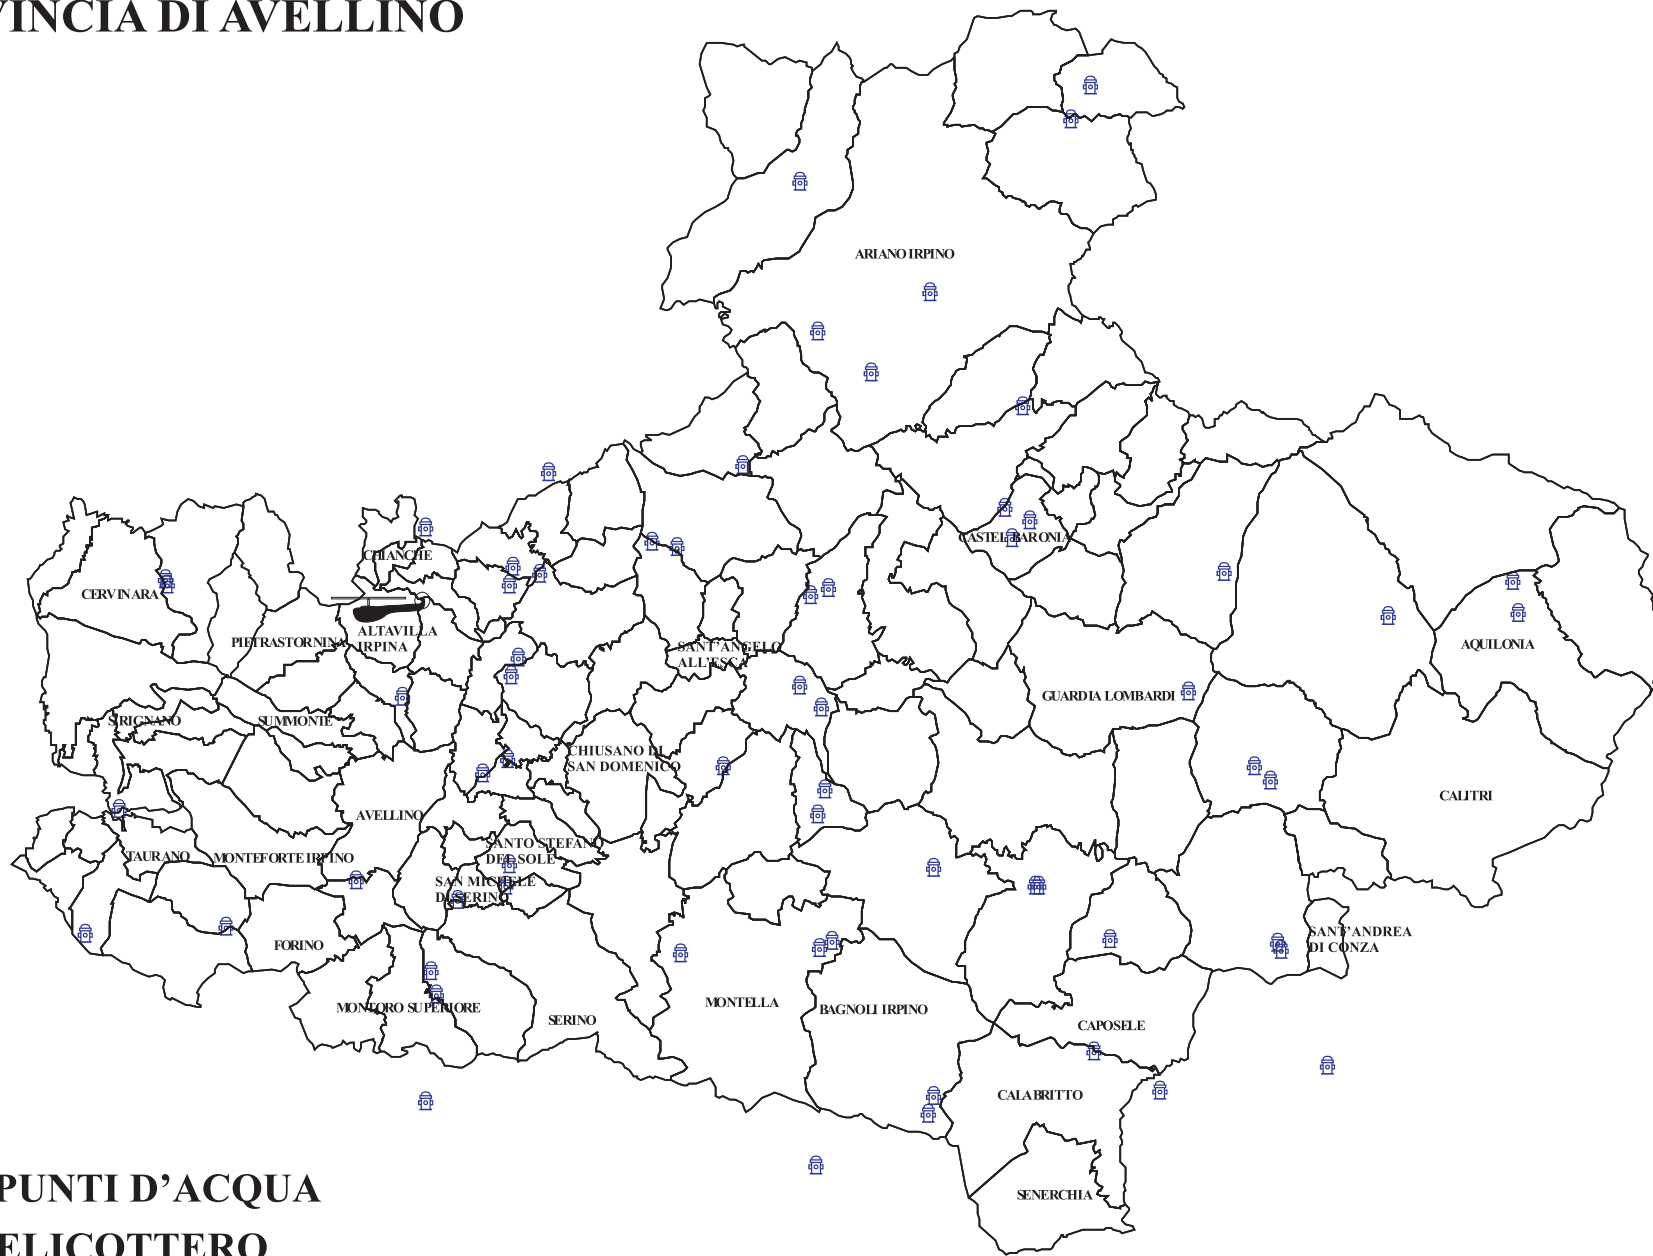 VINCIA DI AVELLINO
ARIANO IRPINO
CASTEL BARONIA
CHIANCHE
CERVINARA
PIETRASTORNINA
ALTAVILLA
IRPINA
SANT'ANGELO
ALL'ESCA
AQUILONIA
GUARDIA LOMBARDI
SIRIGNANO
SUMMONTE
CHIUSANO DI
SAN DOMENICO
CALITRI
AVELLINO
TAURANO
MONTEFORTE IRPINO
SANTO STEFANO
DEL SOLE
SAN MICHELE
DI SERINO
FORINO
SANT'ANDREA
DI CONZA
MONTORO SUPERIORE
SERINO
MONTELLA
BAGNOLI IRPINO
CAPOSELE
CALABRITTO
SENERCHIA
PUNTI D'ACQUA
ELICOTTERO